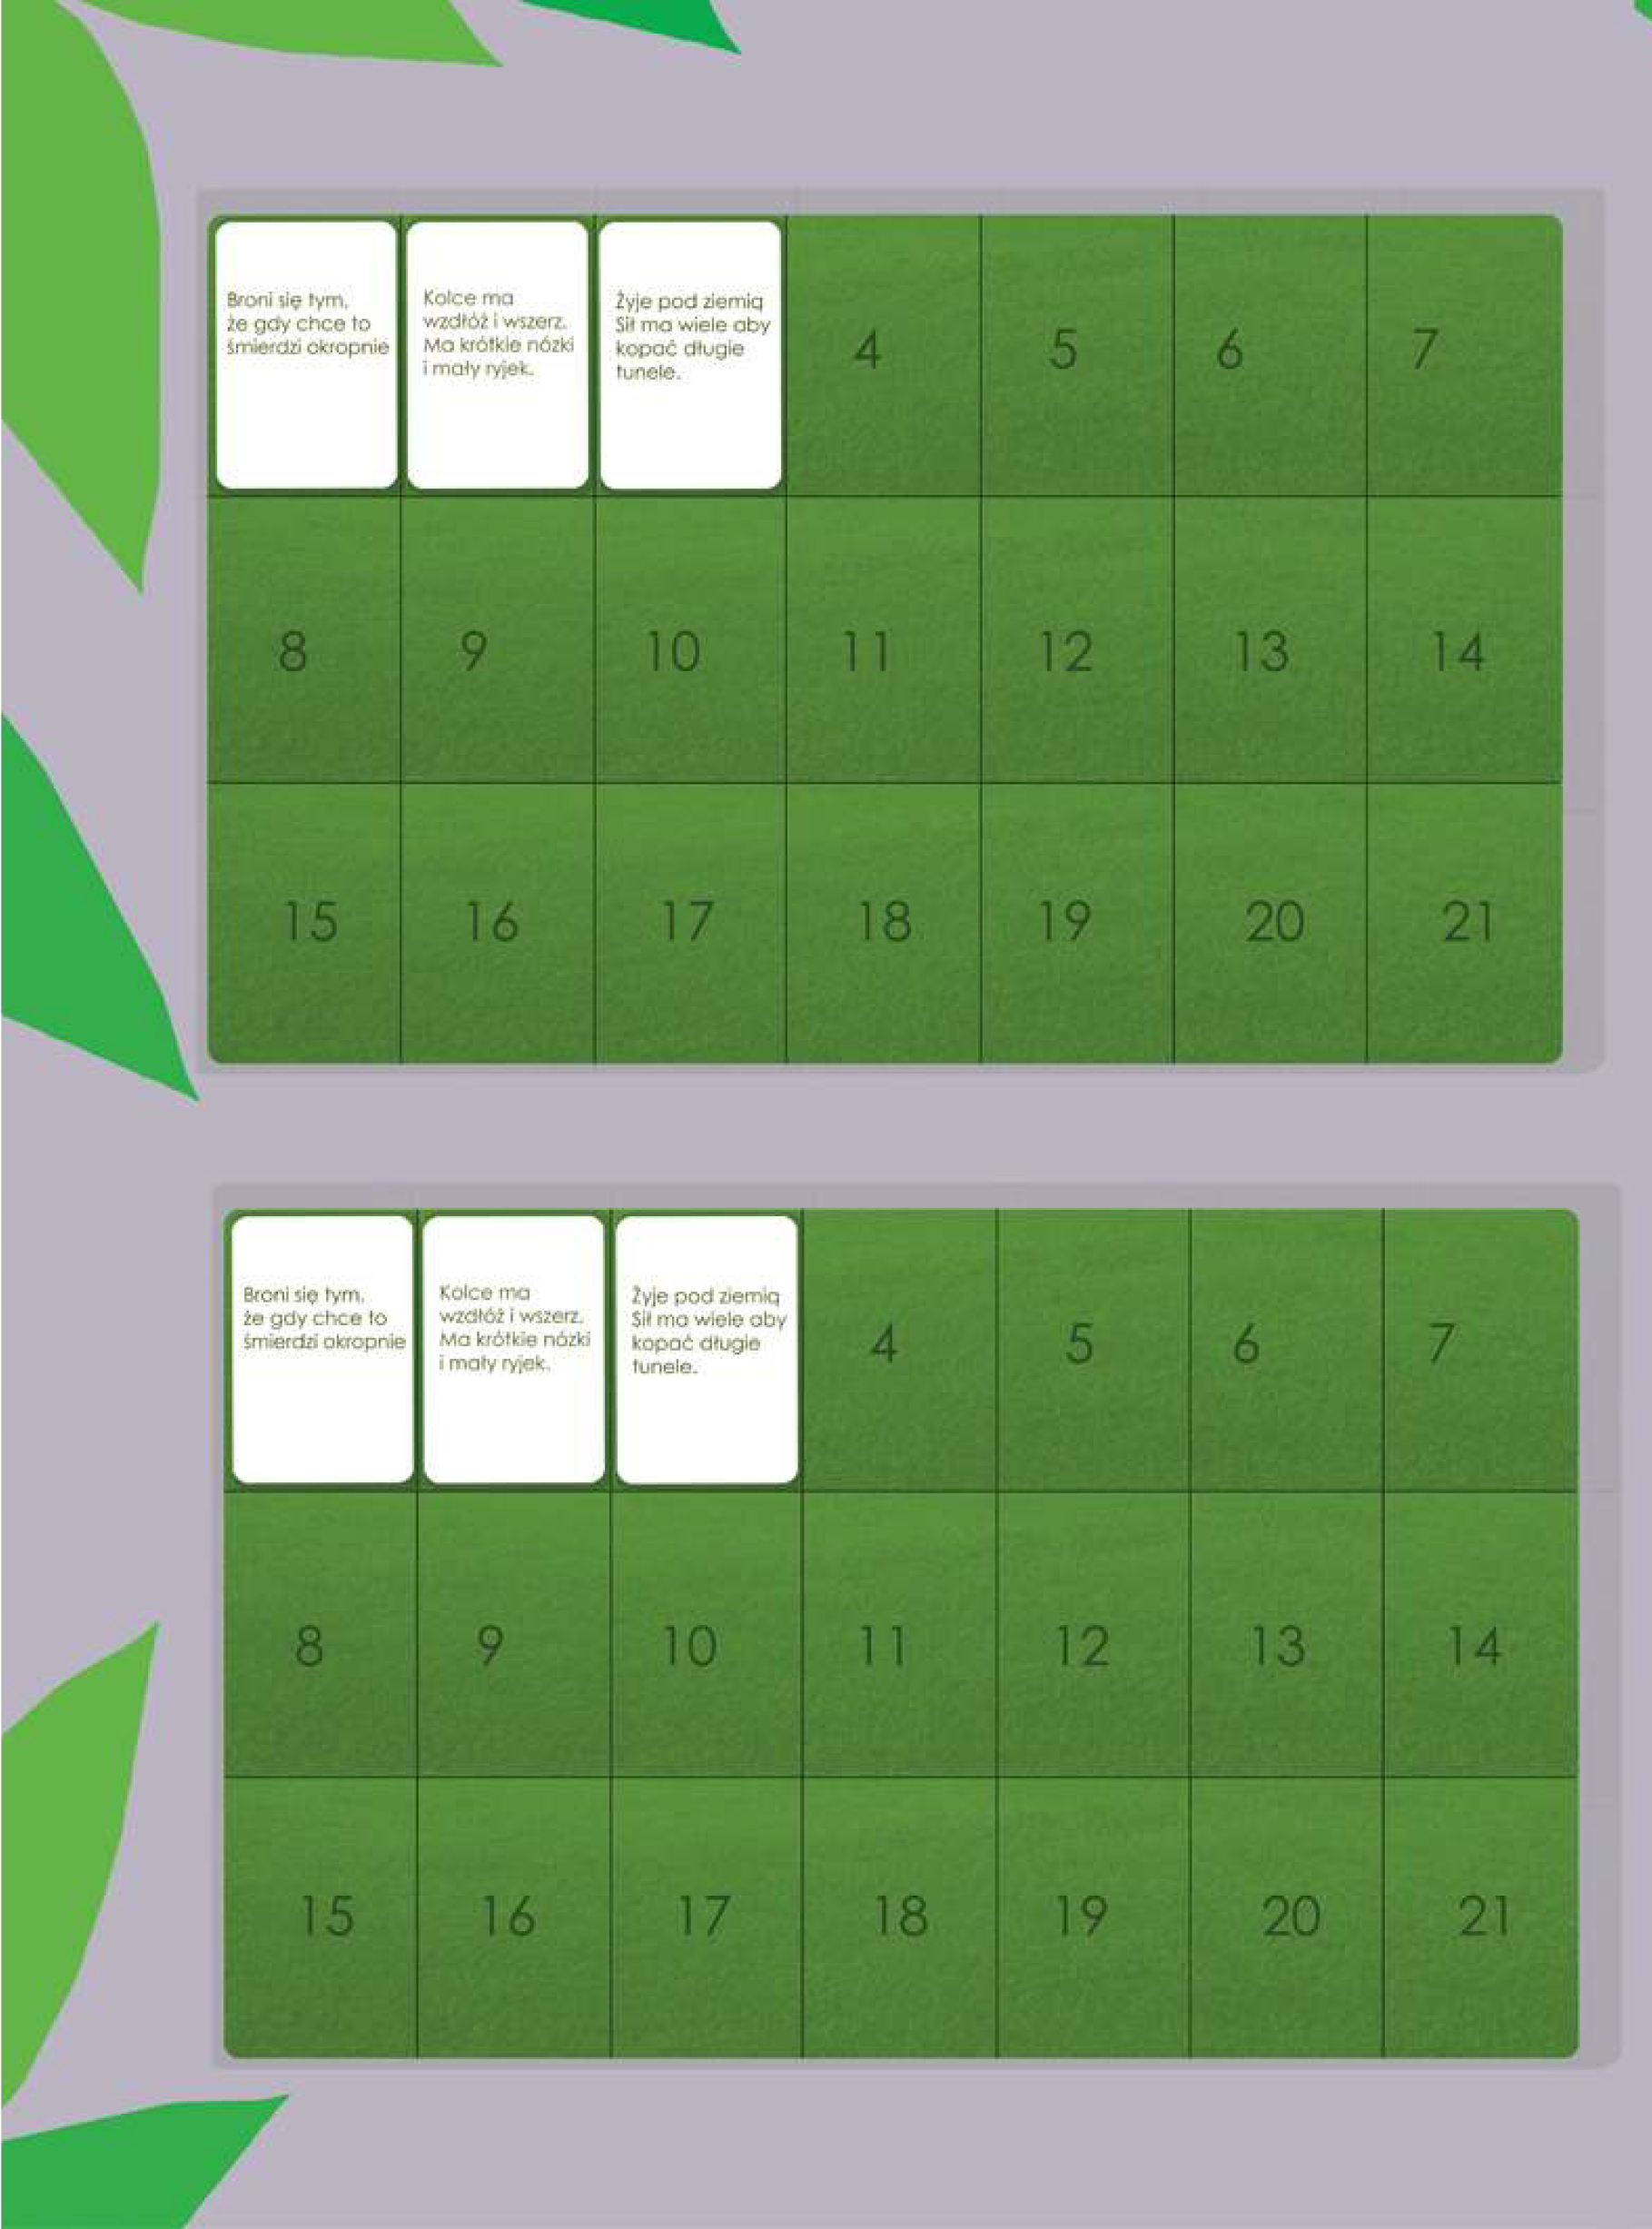 Broni się tym,
że gdy chce to
śmierdzi okropnie
Kolce ma
wzdłóż i wszerz.
Ma krótkie nózki
i mały ryjek.
Żyje pod ziemią
Sił ma wiele aby
kopać długie
tunele.
4 5 6 7
8 9 10 11 12 13 14
15 16 17 18 19 20 21
Broni się tym,
że gdy chce to
śmierdzi okropnie
Kolce ma
wzdłóż i wszerz.
Ma krótkie nózki
i mały ryjek.
Żyje pod ziemią
Sił ma wiele aby
kopać długie
tunele.
4 5 6 7
8 9 10 11 12 13 14
15 16 17 18 19 20 21